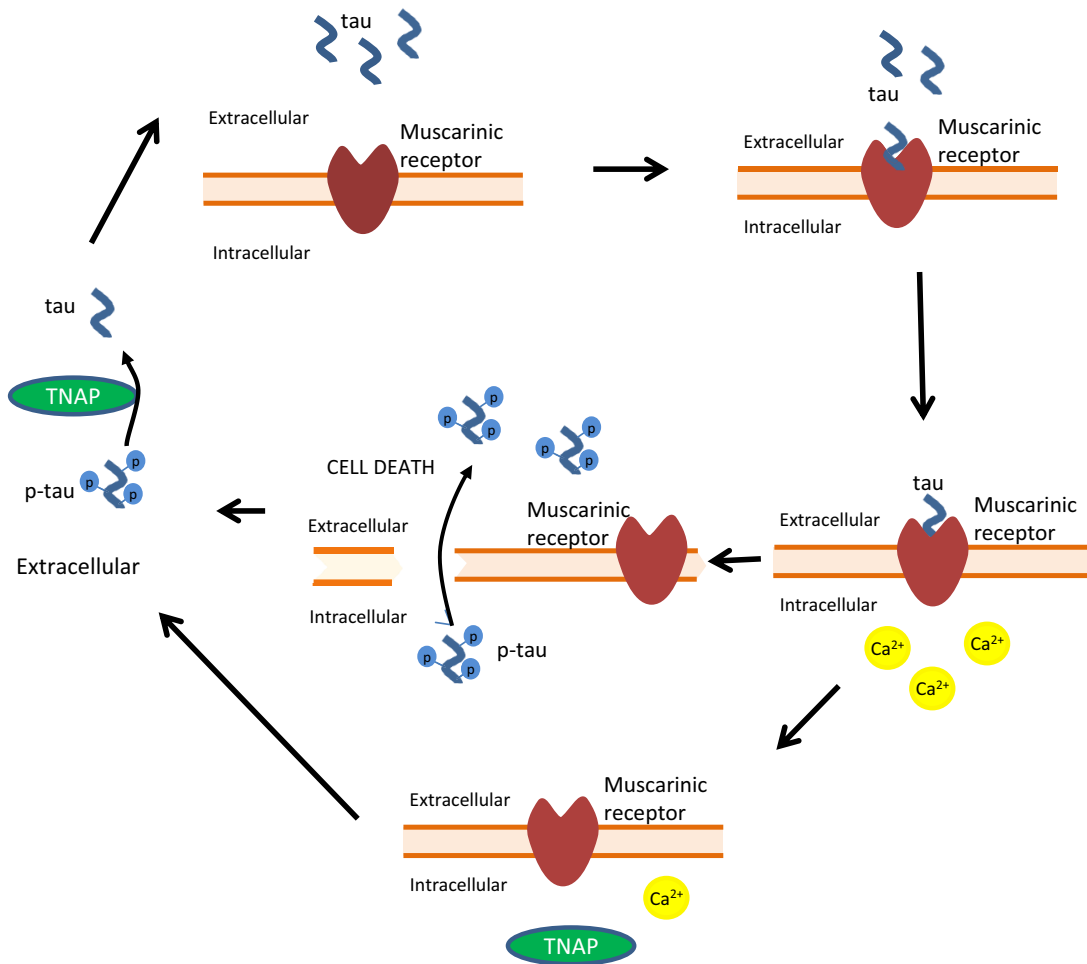 tau
Extracellular
Muscarinic
receptor
Intracellular
tau
Extracellular
Muscarinic
receptor
Intracellular
tau
TNAP
p
p
p
p-tau
Extracellular
CELL DEATH
p
p
p
p
p
p
Extracellular
Muscarinic
receptor
Intracellular
p
p
p
p-tau
tau
Extracellular
Muscarinic
receptor
Intracellular
Ca2+
Ca2+
Ca2+
Extracellular
Muscarinic
receptor
Intracellular
Ca2+
TNAP